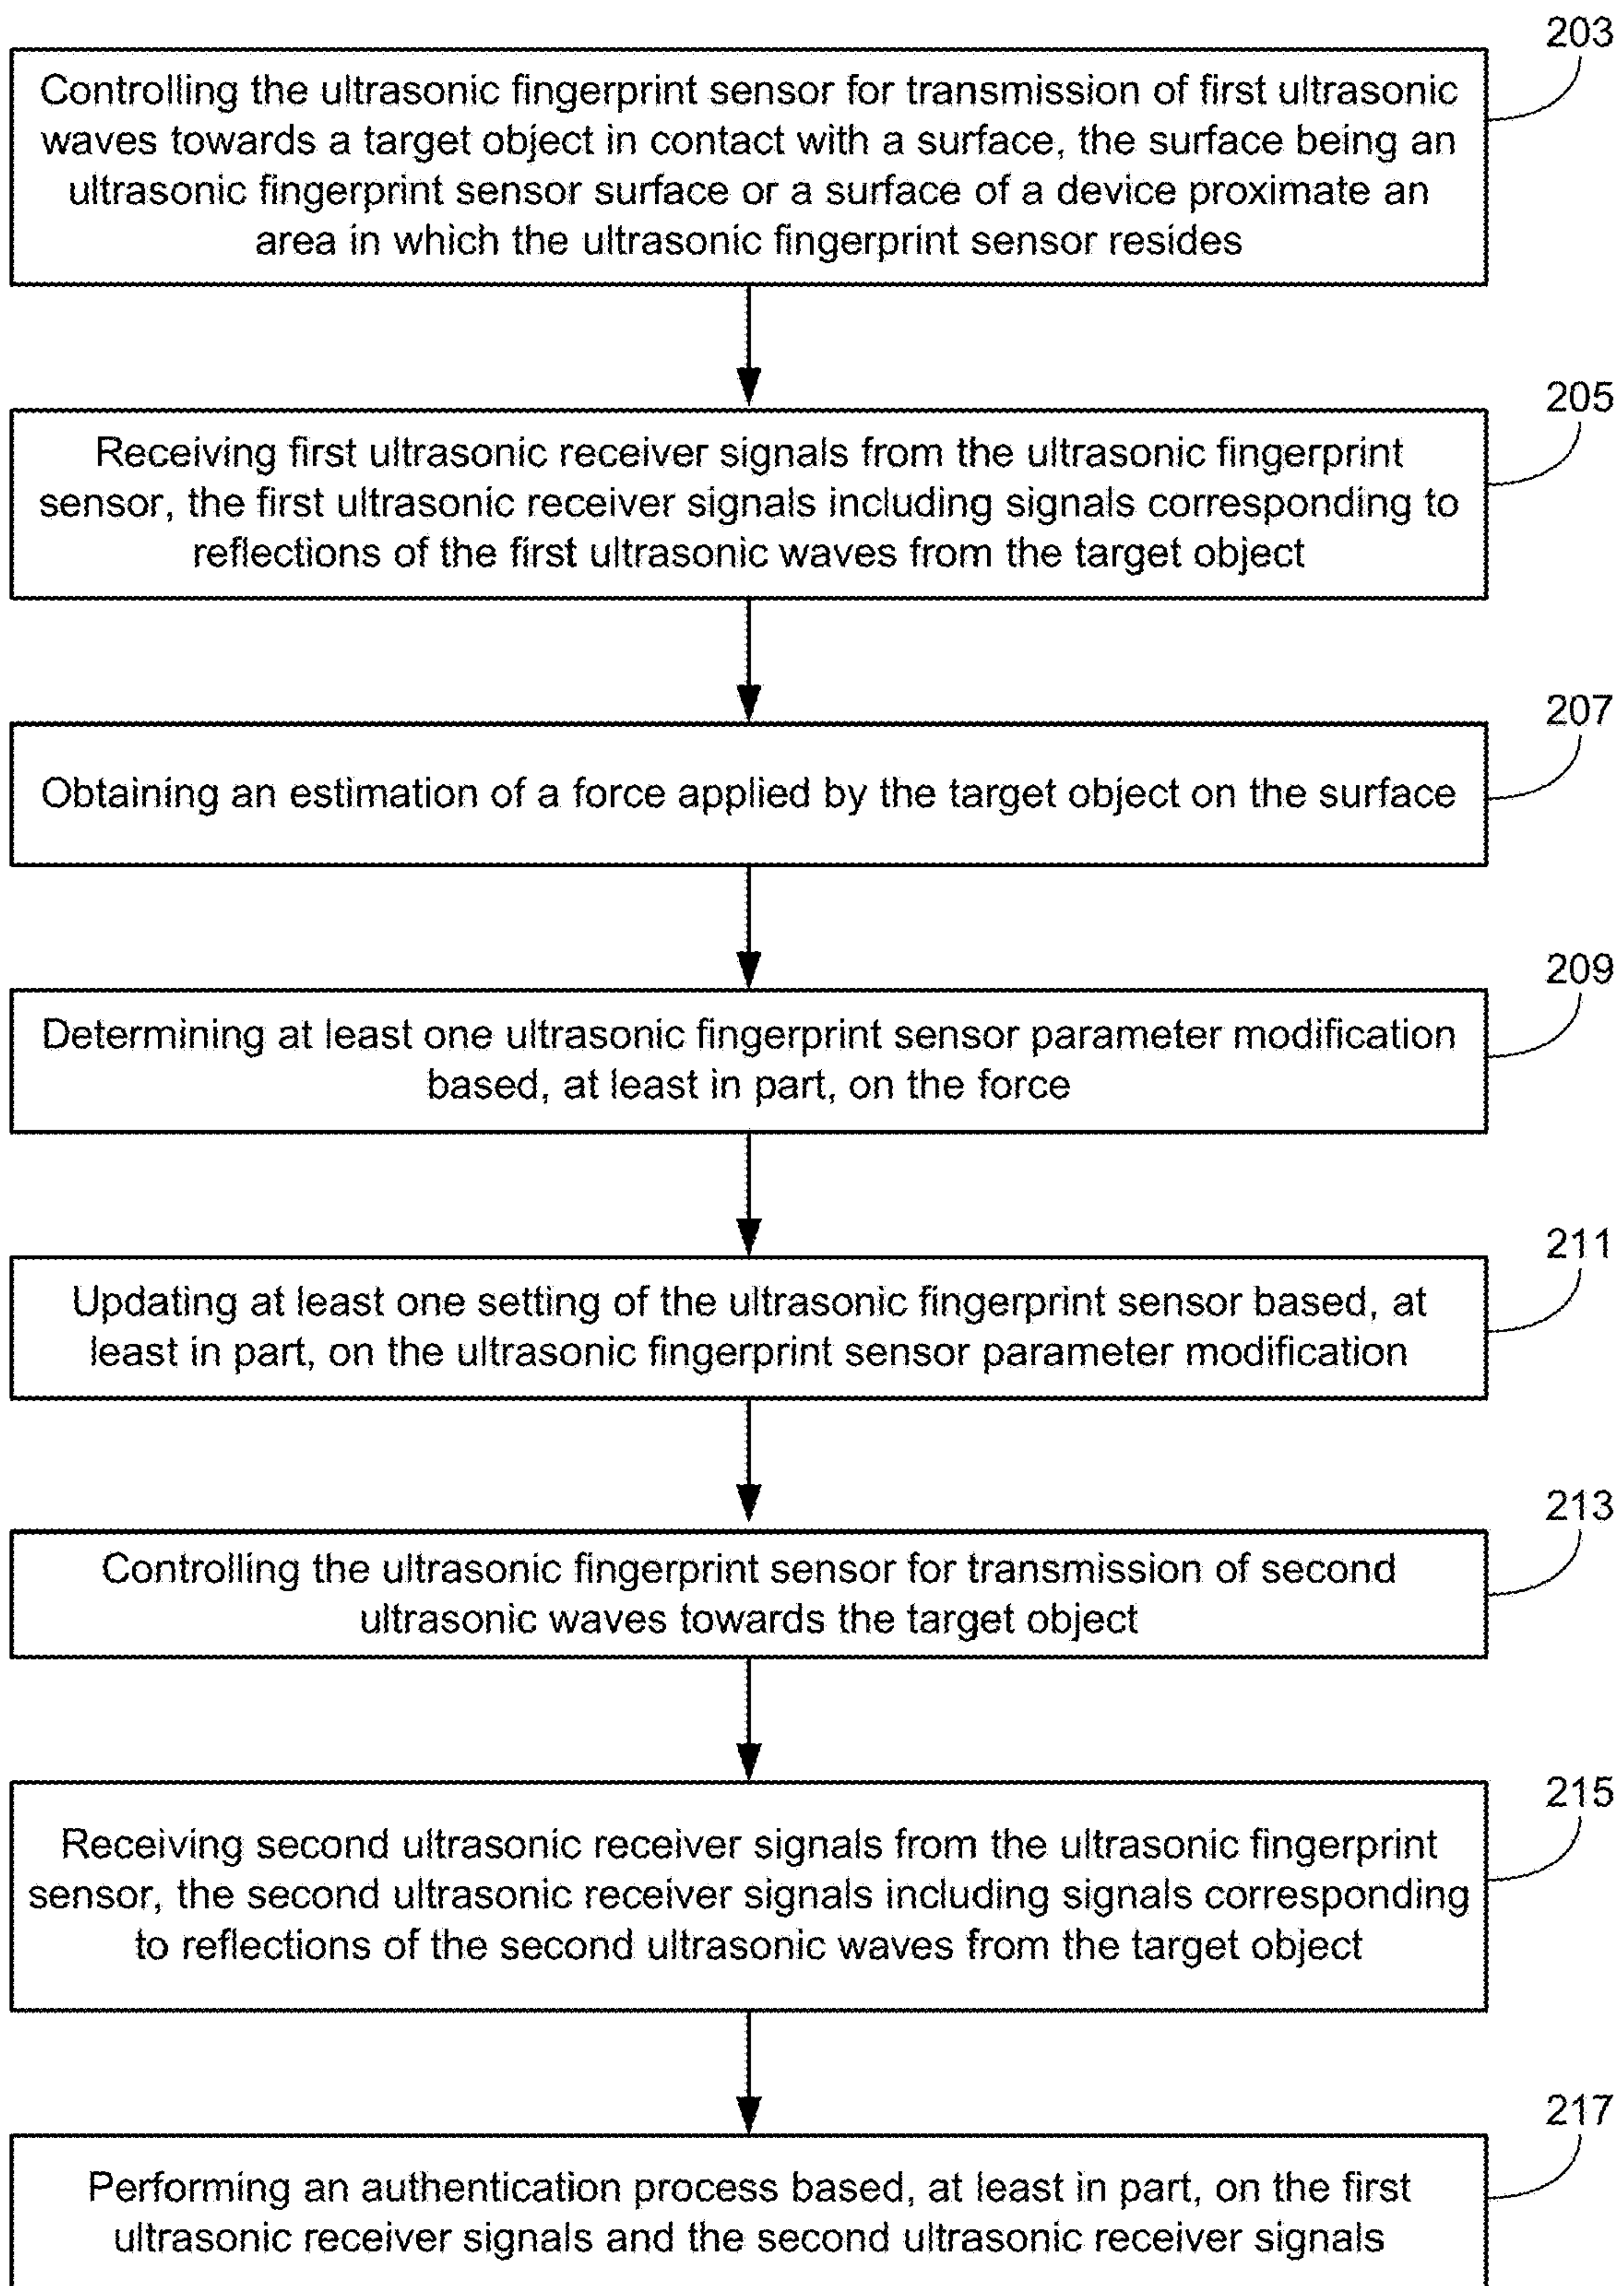 203
Controlling the ultrasonic fingerprint sensor for transmission of first ultrasonic
waves towards a target object in contact with a surface, the surface being an
ultrasonic fingerprint sensor surface or a surface of a device proximate an
area in which the ultrasonic fingerprint sensor resides
205
Receiving first ultrasonic receiver signals from the ultrasonic fingerprint
sensor, the first ultrasonic receiver signals including signals corresponding to
reflections of the first ultrasonic waves from the target object
207
Obtaining an estimation of a force applied by the target object on the surface
209
Determining at least one ultrasonic fingerprint sensor parameter modification
based, at least in part, on the force
211
Updating at least one setting of the ultrasonic fingerprint sensor based, at
least in part, on the ultrasonic fingerprint sensor parameter modification
213
Controlling the ultrasonic fingerprint sensor for transmission of second
ultrasonic waves towards the target object
215
Receiving second ultrasonic receiver signals from the ultrasonic fingerprint
sensor, the second ultrasonic receiver signals including signals corresponding
to reflections of the second ultrasonic waves from the target object
217
Performing an authentication process based, at least in part, on the first
ultrasonic receiver signals and the second ultrasonic receiver signals